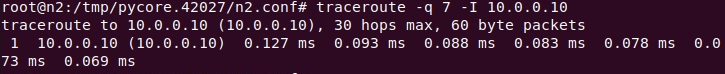 root@n2:/tmp/pycore.42027/n2.conf# traceroute -q 7 -I 10.0.0.10
traceroute to 10.0.0.10 (10.0.0.10), 30 hops max, 60 byte packets
 1  10.0.0.10 (10.0.0.10)  0.127 ms  0.093 ms  0.088 ms  0.083 ms  0.078 ms  0.0
73 ms  0.069 ms